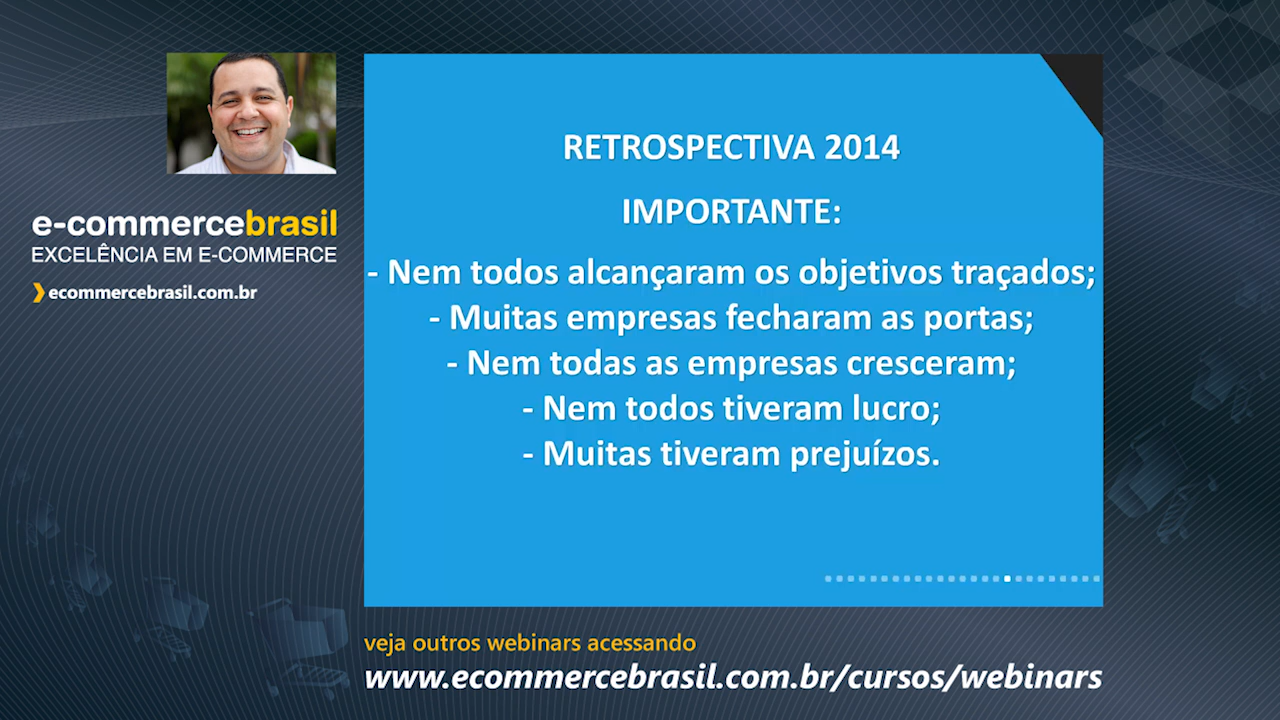 e-commercebrasil
EXCELÊNCIA EM E-COMMERCE
ecommercebrasil.com.br
RETROSPECTIVA 2014
IMPORTANTE:
- Nem todos alcançaram os objetivos traçados;
- Muitas empresas fecharam as portas;
- Nem todas as empresas cresceram;
- Nem todos tiveram lucro;
- Muitas tiveram prejuízos.
veja outros webinars acessando
www.ecommercebrasil.com.br/cursos/webinars